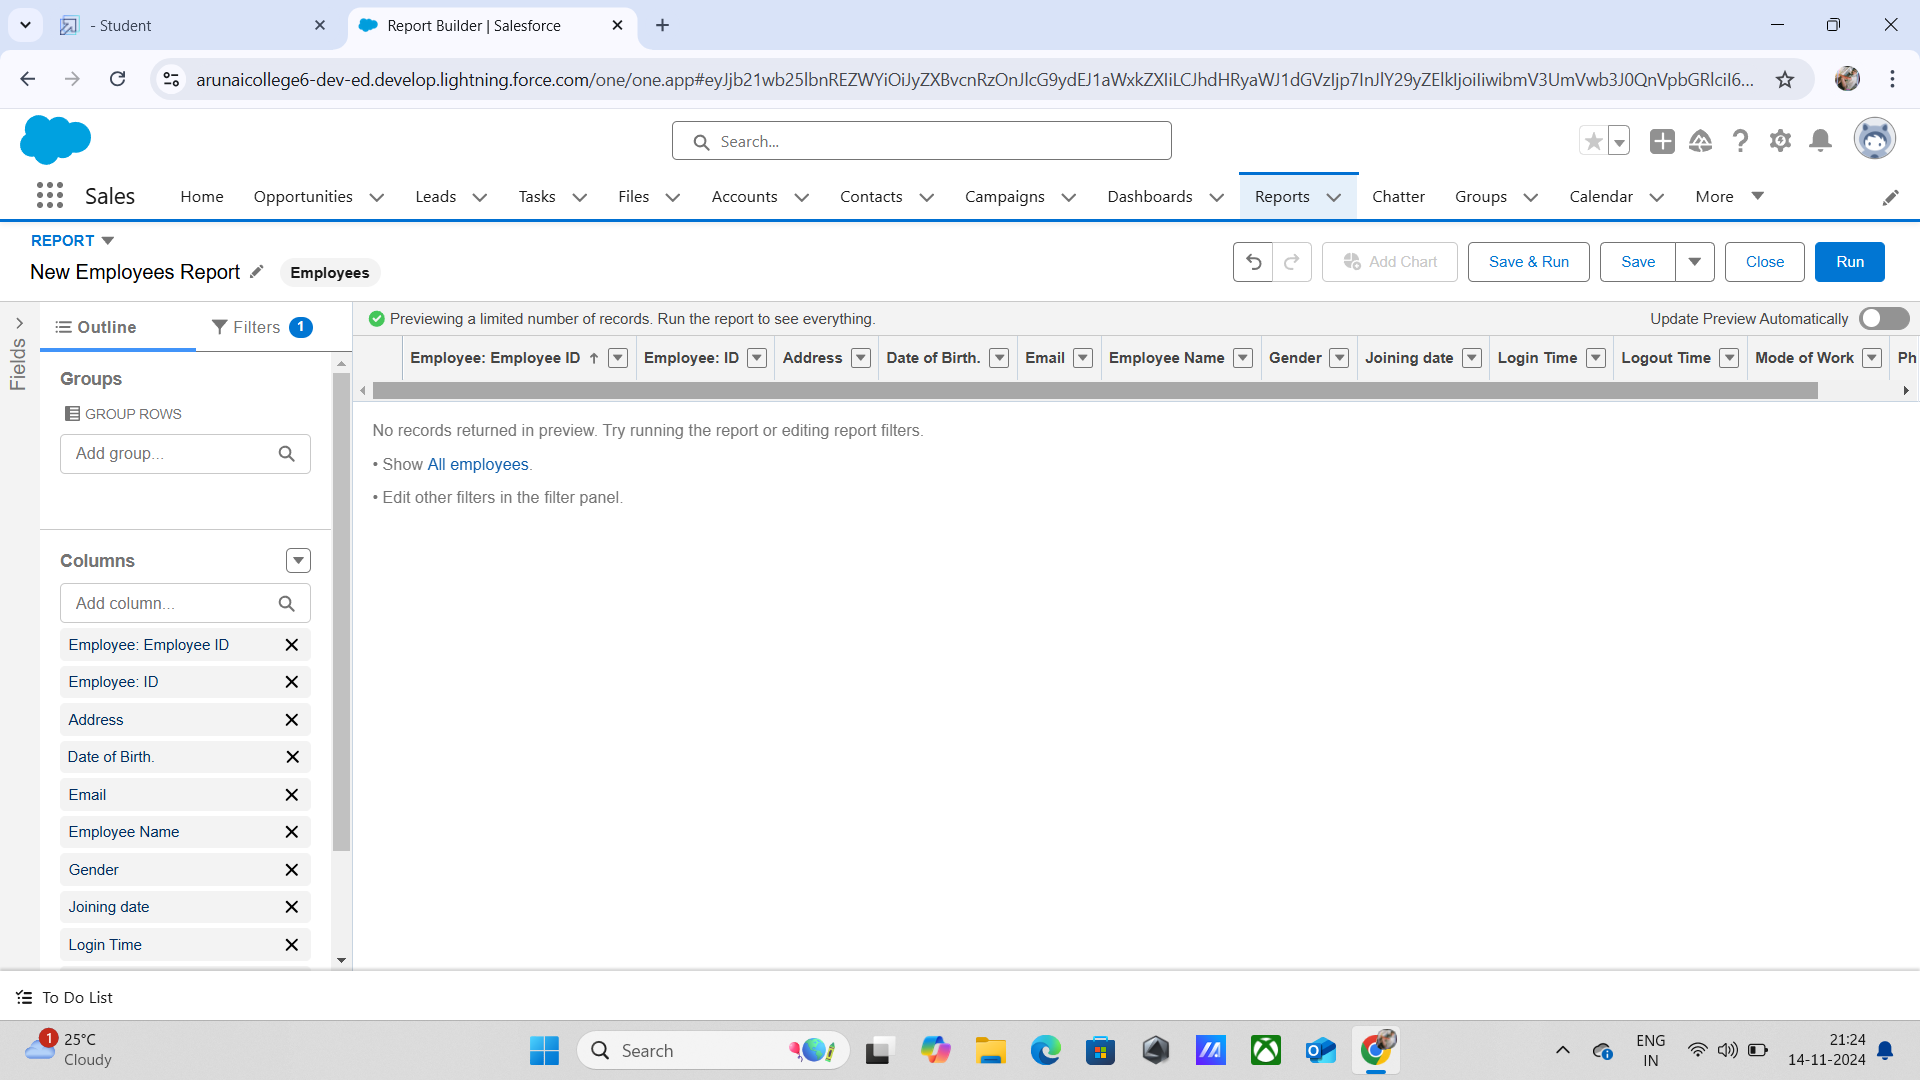 - Student
Report Builder | Salesforce
arunaicollege6-dev-ed.develop.lightning.force.com/one/one.app#eyJjb21wb25lbnREZWYiOiJyZXBvcnRzOnJlcG9ydEJ1aWxkZXIiLCJhdHRyaWJ1dGVzIjp7InJlY29yZElkIjoiIiwibmV3UmVwb3J0QnVpbGRlciI6...
Search...
Sales Home Opportunities Leads Tasks Files Accounts Contacts Campaigns Dashboards Reports Chatter Groups Calendar More
REPORT
New Employees Report Employees
Add Chart Save & Run Save Close Run
Fields
Outline Filters 1
Previewing a limited number of records. Run the report to see everything. Update Preview Automatically
Employee: Employee ID Employee: ID Address Date of Birth. Email Employee Name Gender Joining date Login Time Logout Time Mode of Work Ph
Groups
GROUP ROWS
Add group...
No records returned in preview. Try running the report or editing report filters.
• Show All employees.
• Edit other filters in the filter panel.
Columns
Add column...
Employee: Employee ID
Employee: ID
Address
Date of Birth.
Email
Employee Name
Gender
Joining date
Login Time
To Do List
1
25°C
Cloudy
Search
ENG
IN
21:24
14-11-2024